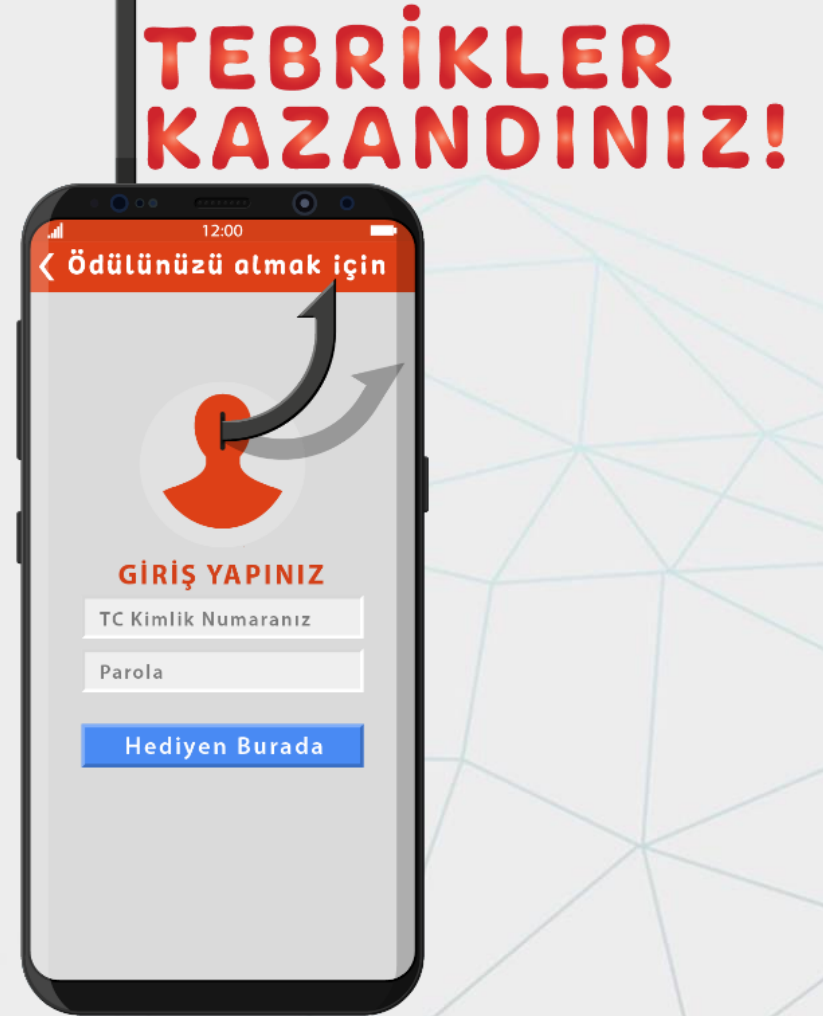 TEBRİKLER
KAZANDINIZ!
12:00
Ödülünüzü almak için
GİRİŞ YAPINIZ
TC Kimlik Numaranız
Parola
Hediyen Burada